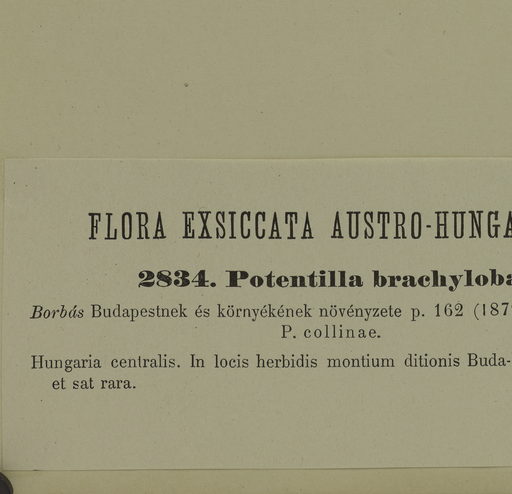 FLORA EXSICCATA AUSTRO-HUNGA
2834. Potentilla brachyloba
Borbás Budapestnek és környékének növényzete p. 162 (187
P. collinae.
Hungaria centralis. In locis herbidis montium ditionis Buda-
et sat rara.